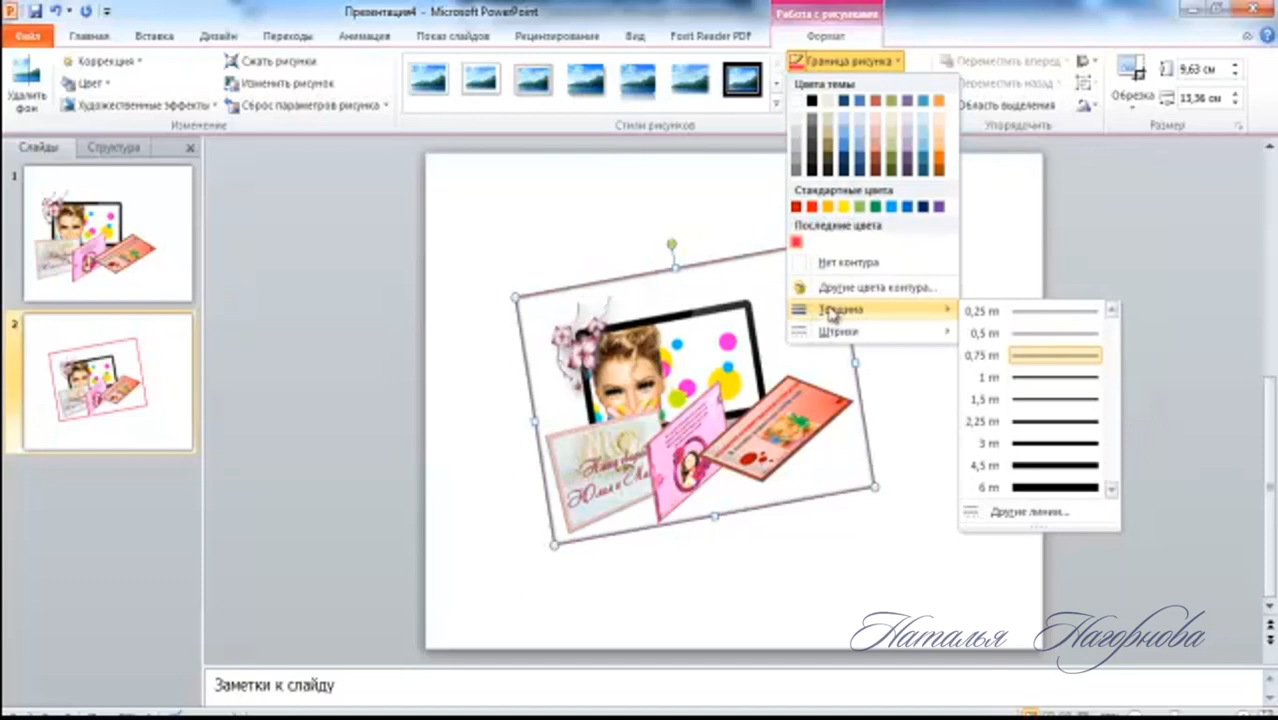 Презентация4 - Microsoft PowerPoint
Работа с рисунками
Файл Главная Вставка Дизайн Переходы Анимация Показ слайдов Рецензирование Вид Foxit Reader PDF Формат
Удалить фон
Коррекция
Цвет
Художественные эффекты
Сжать рисунки
Изменить рисунок
Сброс параметров рисунка
Изменение
Стили рисунков
Граница рисунка
Переместить вперед
Переместить назад
Область выделения
Упорядочить
Обрезка
9,63 см
13,36 см
Размер
Цвета темы
Стандартные цвета
Последние цвета
Нет контура
Другие цвета контура...
Толщина
Штрихи
0,25 пт
0,5 пт
0,75 пт
1 пт
1,5 пт
2,25 пт
3 пт
4,5 пт
6 пт
Другие линии...
Слайды Структура
1
2
Юлия и
Наталья Нагорнова
Заметки к слайду